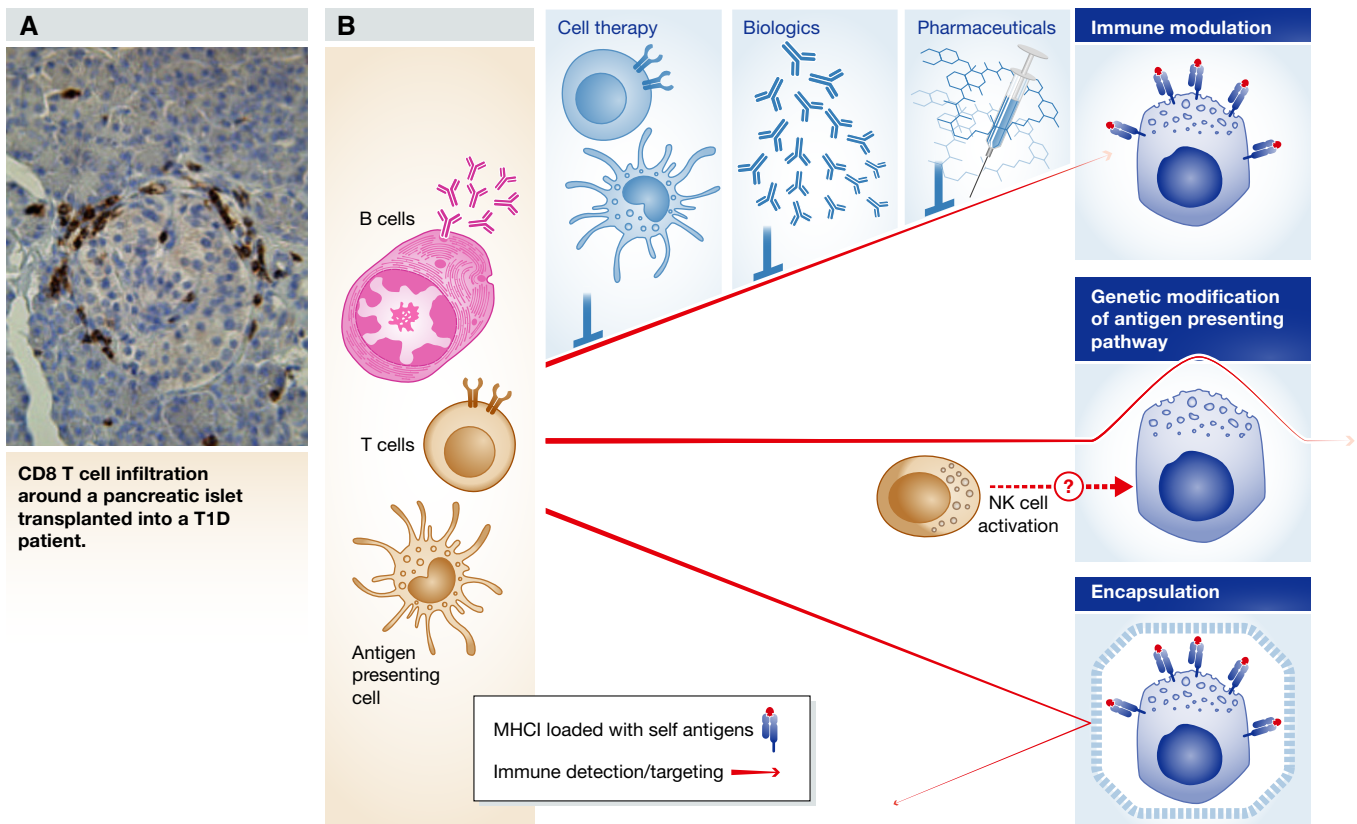 A
CD8 T cell infiltration
around a pancreatic islet
transplanted into a T1D
patient.
B
B cells
T cells
Antigen
presenting
cell
Cell therapy
Biologics
Pharmaceuticals
Immune modulation
Genetic modification
of antigen presenting
pathway
?
NK cell
activation
Encapsulation
MHCI loaded with self antigens
Immune detection/targeting